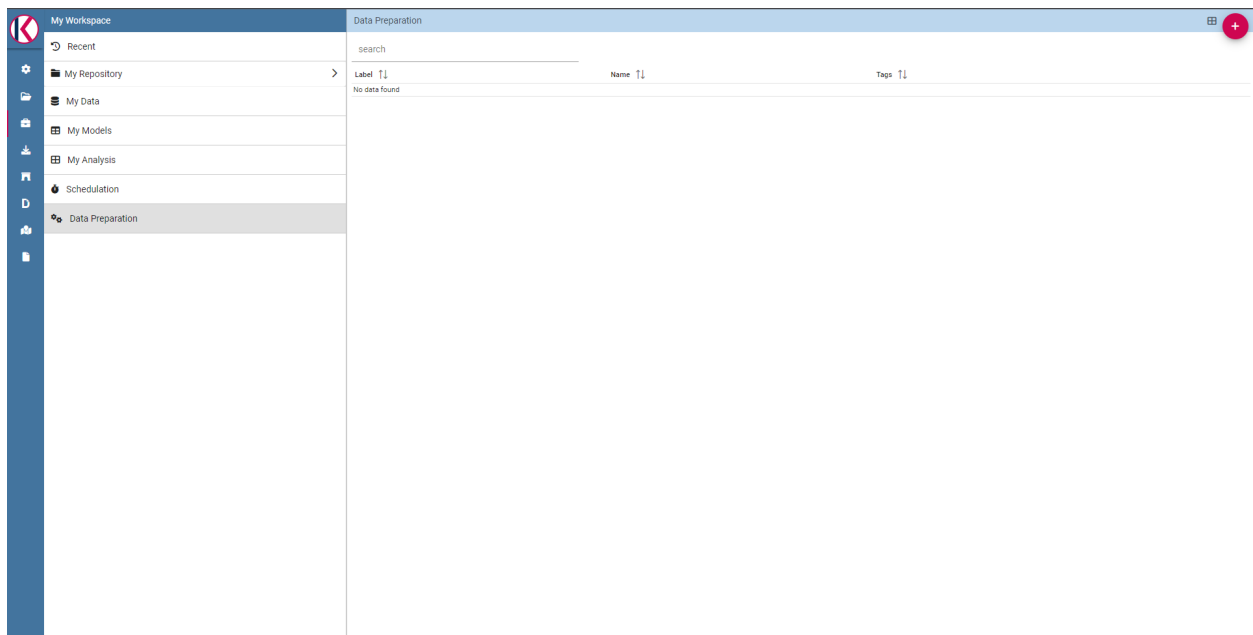 My Workspace
Recent
My Repository
My Data
My Models
My Analysis
Schedulation
Data Preparation
D
Data Preparation
search
Label Name Tags
No data found